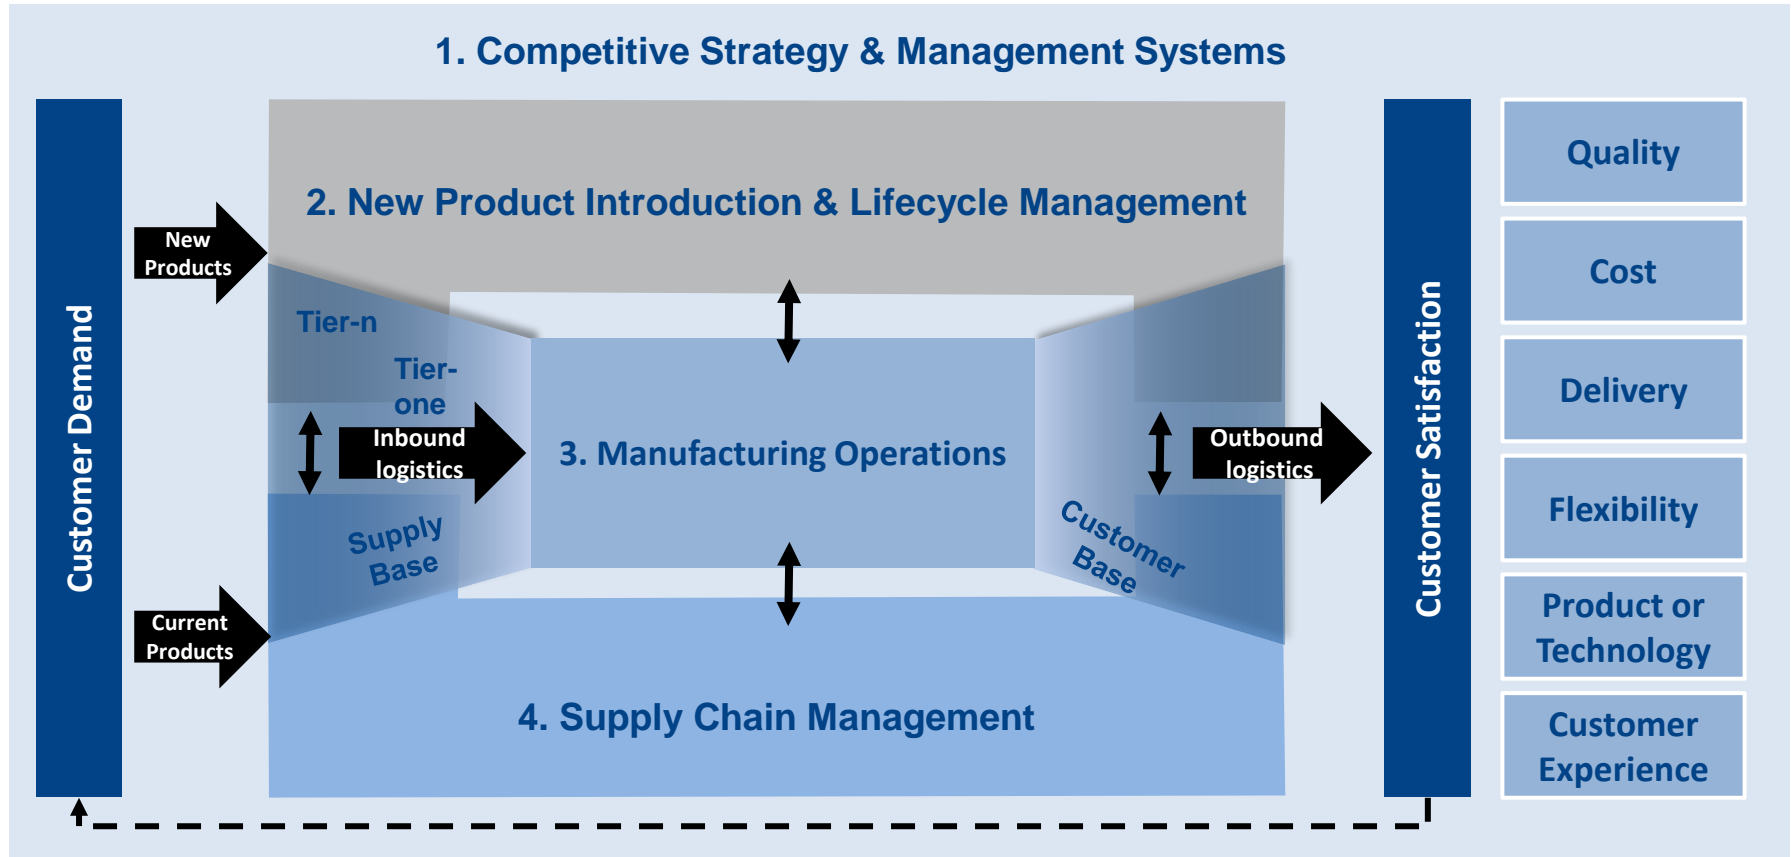 1. Competitive Strategy & Management Systems
Customer Demand
New
Products
Current
Products
2. New Product Introduction & Lifecycle Management
Tier-n
Tier-
one
Inbound
logistics
Supply
Base
3. Manufacturing Operations
Customer
Base
Outbound
logistics
4. Supply Chain Management
Customer Satisfaction
Quality
Cost
Delivery
Flexibility
Product or
Technology
Customer
Experience